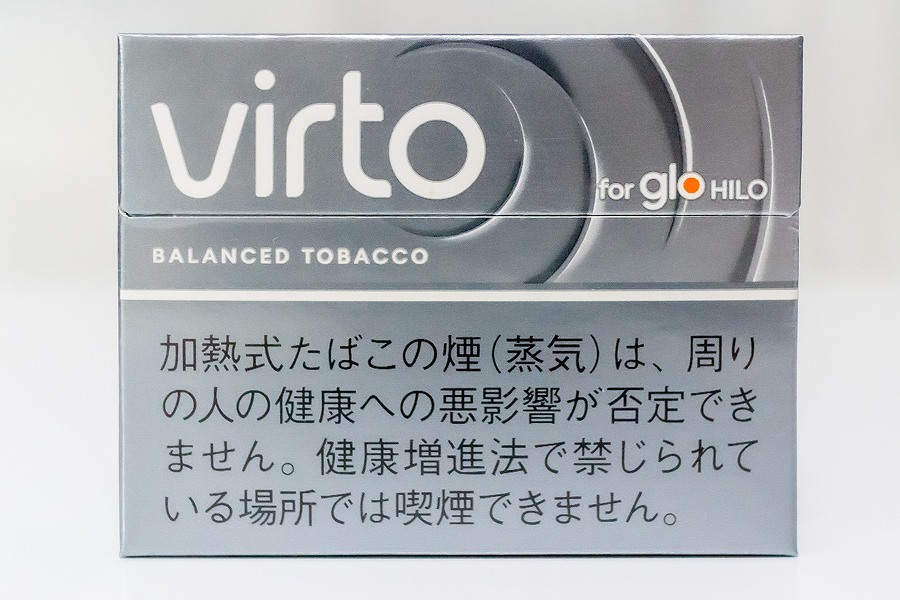 virto
for glo HILO
BALANCED TOBACCO
加熱式たばこの煙(蒸気)は、周り
の人の健康への悪影響が否定でき
ません。健康増進法で禁じられて
いる場所では喫煙できません。